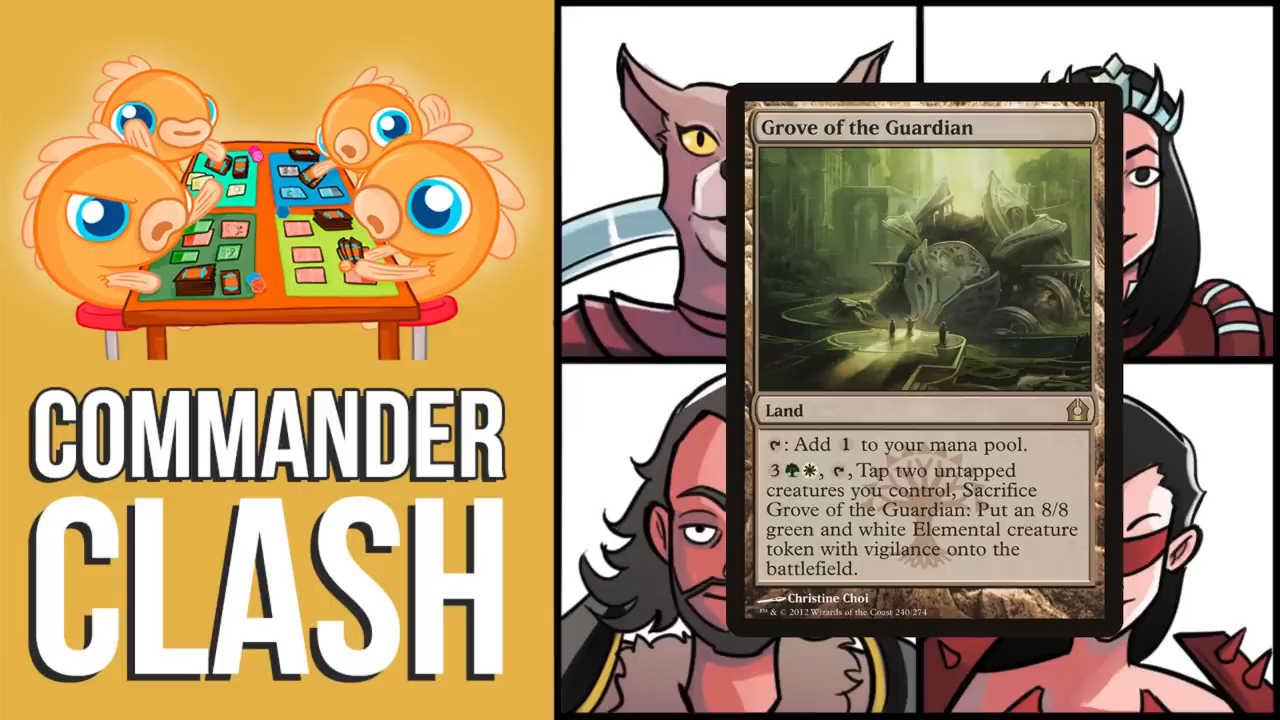 COMMANDER
CLASH
Grove of the Guardian
Land
: Add 1 to your mana pool.
3 , , Tap two untapped
creatures you control, Sacrifice
Grove of the Guardian: Put an 8/8
green and white Elemental creature
token with vigilance onto the
battlefield.
Christine Choi
™ & © 2012 Wizards of the Coast 240/274